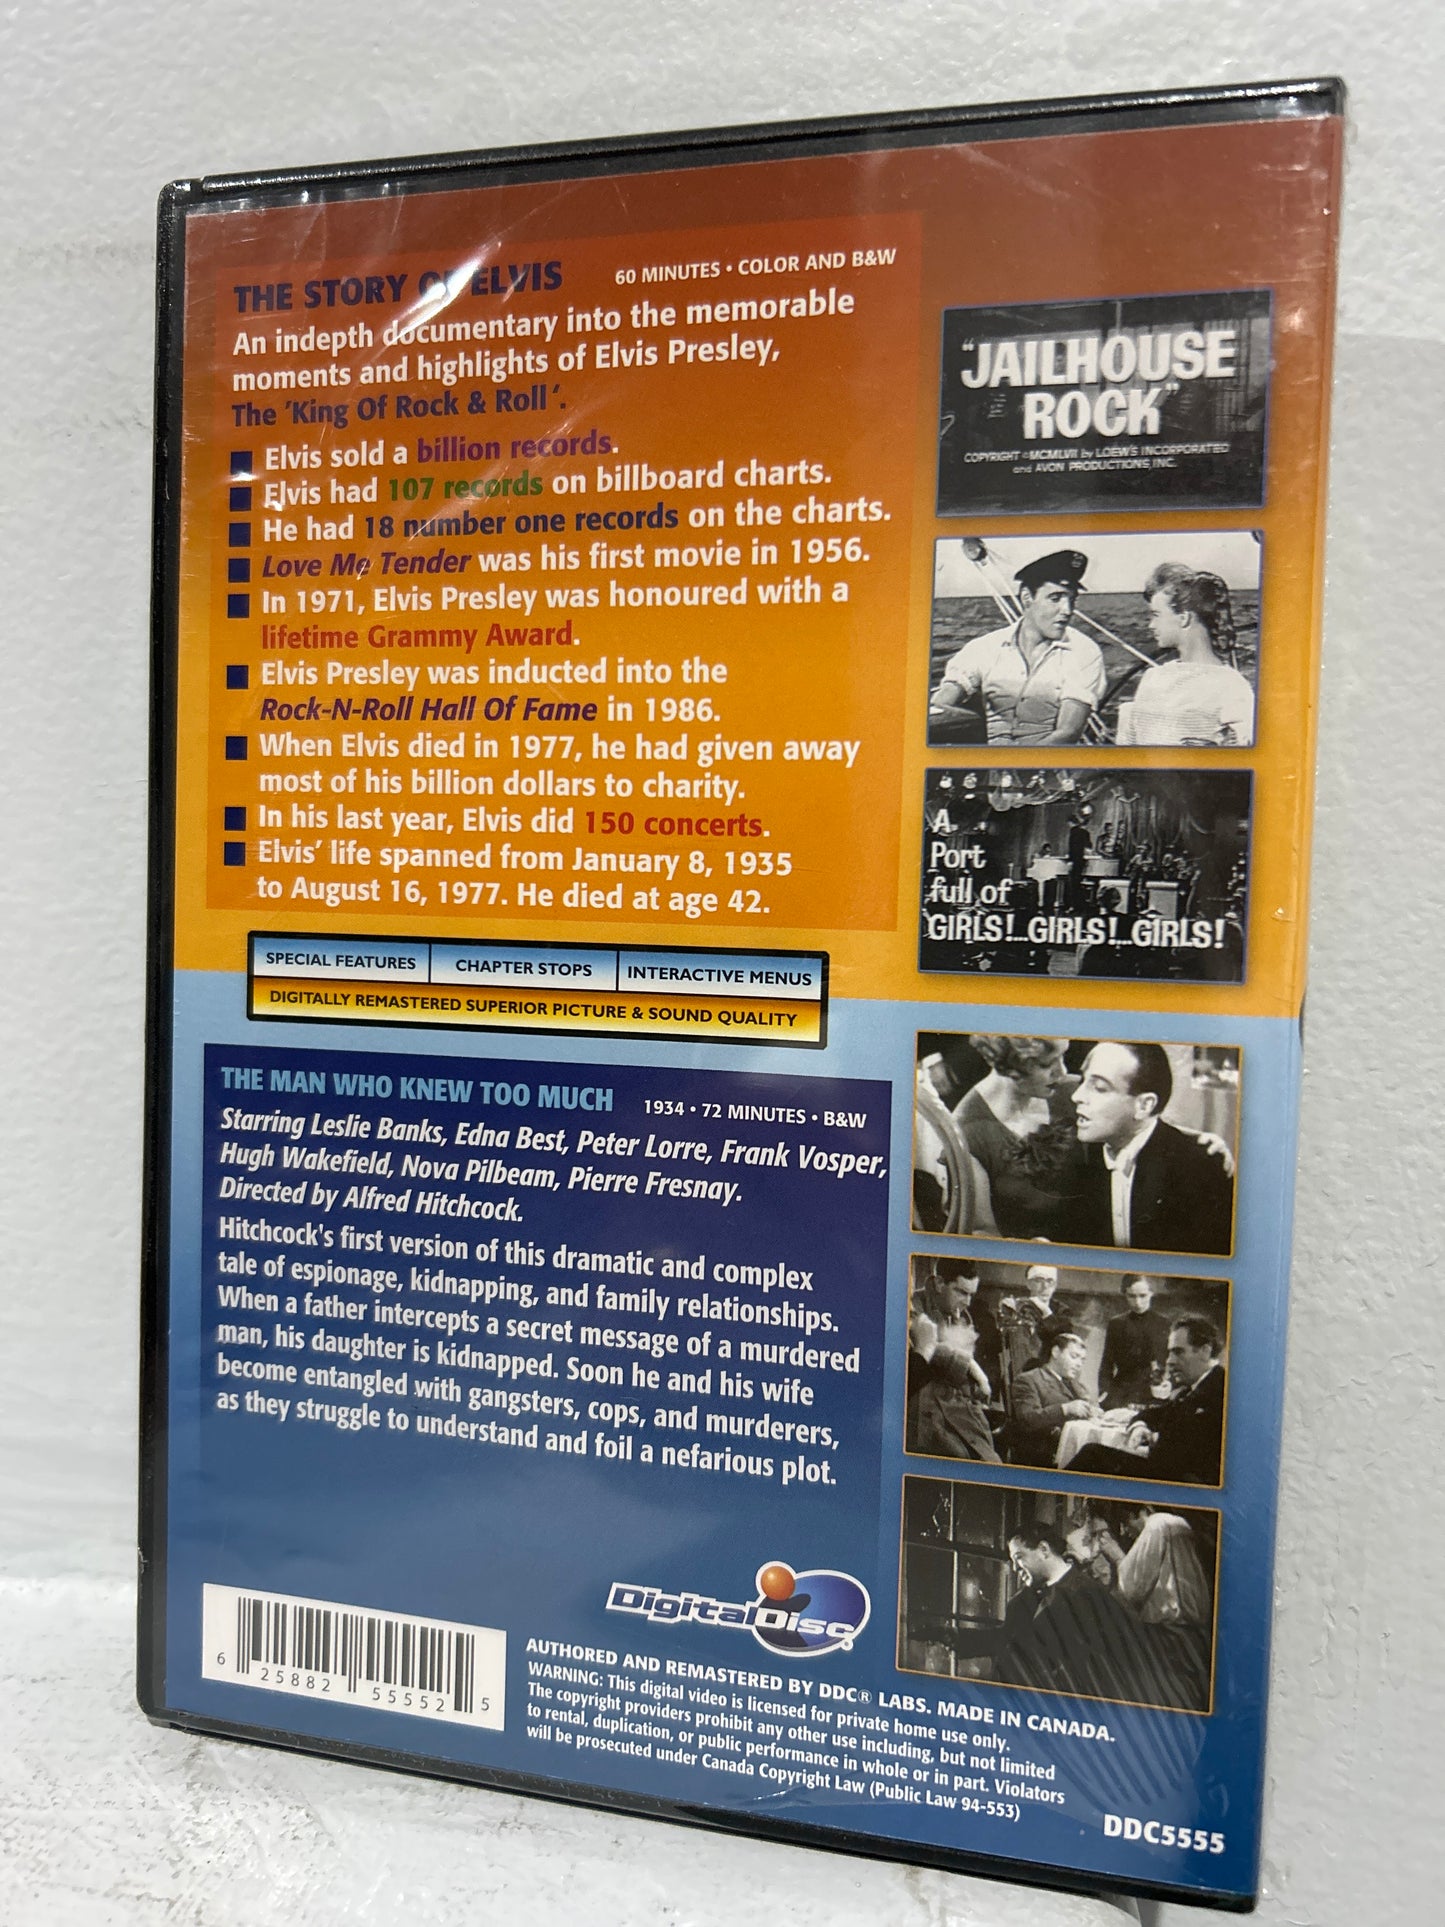 THE STORY OF ELVIS 60 MINUTES • COLOR AND B&W
An indepth documentary into the memorable
moments and highlights of Elvis Presley,
The 'King Of Rock & Roll'.
Elvis sold a billion records.
Elvis had 107 records on billboard charts.
He had 18 number one records on the charts.
Love Me Tender was his first movie in 1956.
In 1971, Elvis Presley was honoured with a
lifetime Grammy Award.
Elvis Presley was inducted into the
Rock-N-Roll Hall Of Fame in 1986.
When Elvis died in 1977, he had given away
most of his billion dollars to charity.
In his last year, Elvis did 150 concerts.
Elvis' life spanned from January 8, 1935
to August 16, 1977. He died at age 42.
"JAILHOUSE
ROCK"
COPYRIGHT ©MCMLVII by LOEW'S INCORPORATED
and AVON PRODUCTIONS, INC.
A
Port
full of
GIRLS!...GIRLS!...GIRLS!
SPECIAL FEATURES CHAPTER STOPS INTERACTIVE MENUS
DIGITALLY REMASTERED SUPERIOR PICTURE & SOUND QUALITY
THE MAN WHO KNEW TOO MUCH 1934 • 72 MINUTES • B&W
Starring Leslie Banks, Edna Best, Peter Lorre, Frank Vosper,
Hugh Wakefield, Nova Pilbeam, Pierre Fresnay.
Directed by Alfred Hitchcock.
Hitchcock's first version of this dramatic and complex
tale of espionage, kidnapping, and family relationships.
When a father intercepts a secret message of a murdered
man, his daughter is kidnapped. Soon he and his wife
become entangled with gangsters, cops, and murderers,
as they struggle to understand and foil a nefarious plot.
DigitalDisc
6 25882 55552 5
AUTHORED AND REMASTERED BY DDC® LABS. MADE IN CANADA.
WARNING: This digital video is licensed for private home use only.
The copyright providers prohibit any other use including, but not limited
to rental, duplication, or public performance in whole or in part. Violators
will be prosecuted under Canada Copyright Law (Public Law 94-553)
DDC5555